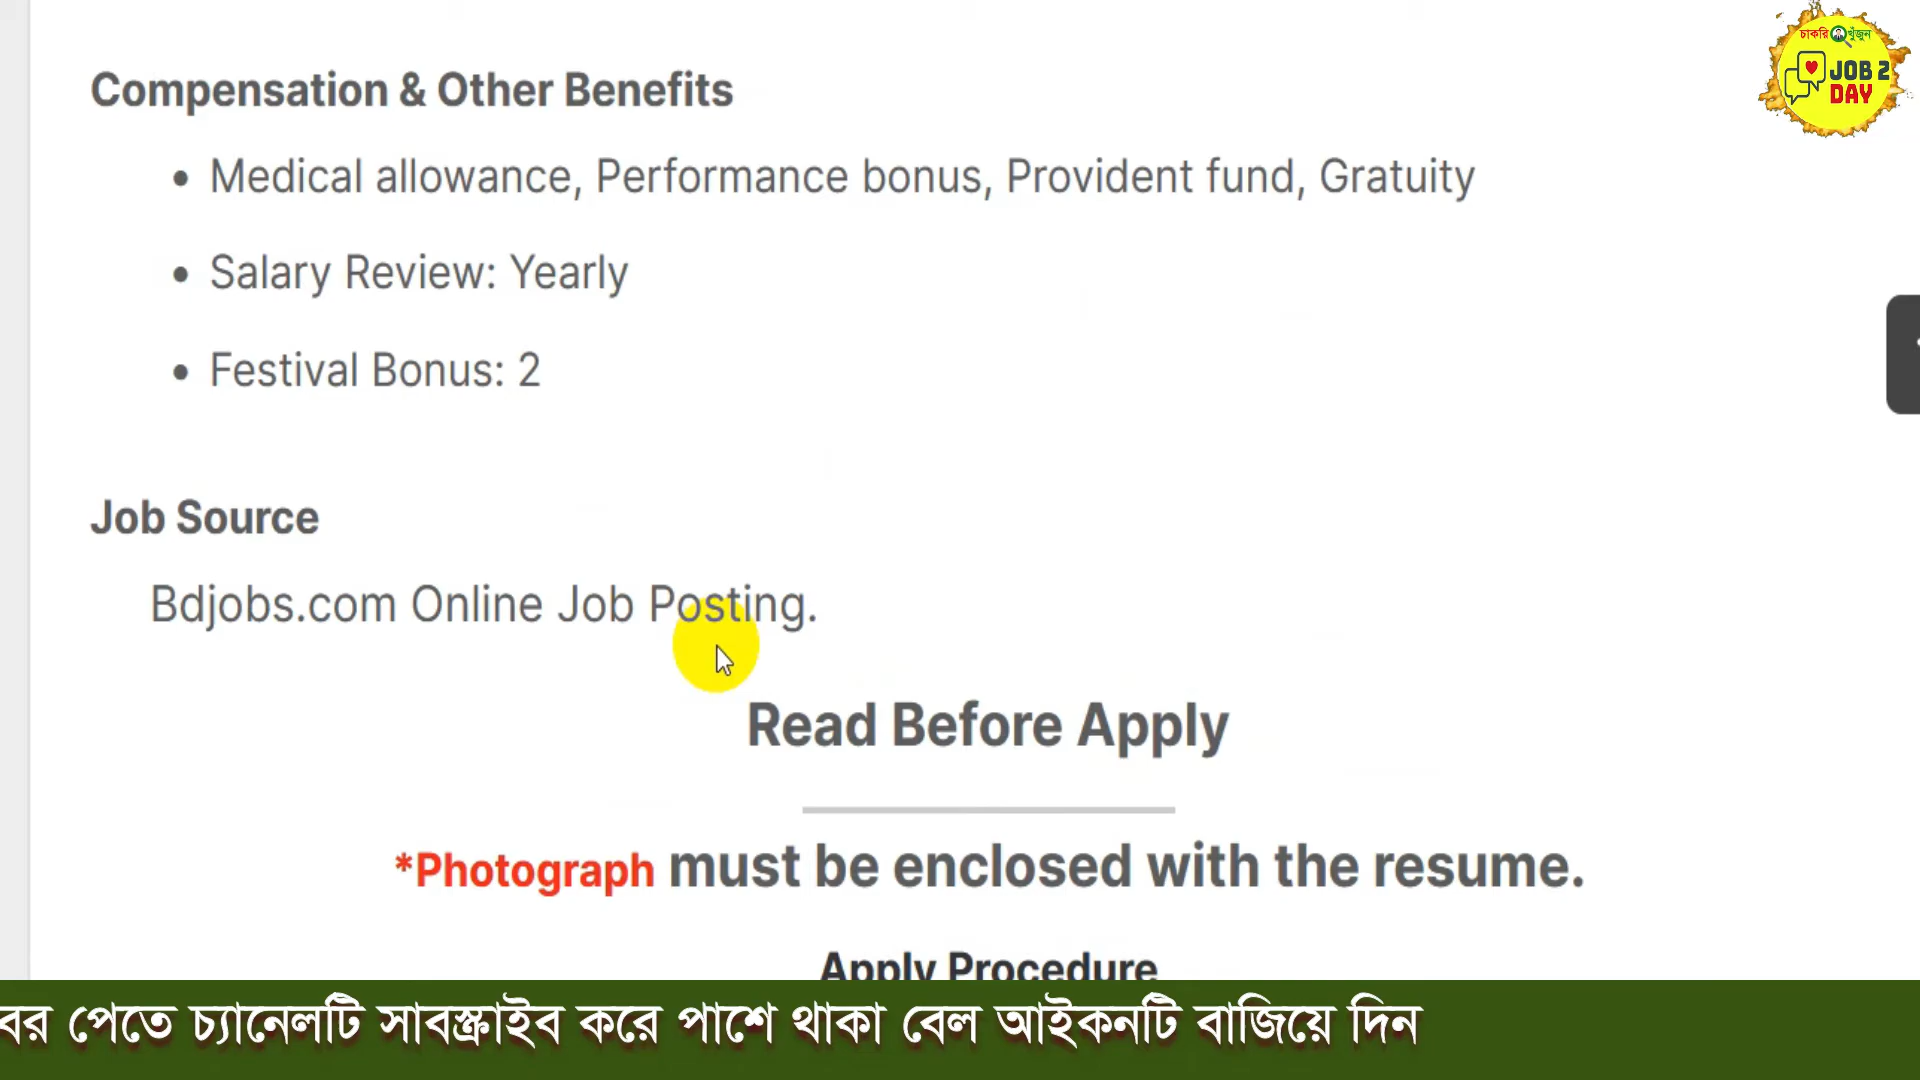 চাকরি খুঁজুন
JOB 2
DAY
Compensation & Other Benefits
• Medical allowance, Performance bonus, Provident fund, Gratuity
• Salary Review: Yearly
• Festival Bonus: 2
Job Source
Bdjobs.com Online Job Posting.
Read Before Apply
*Photograph must be enclosed with the resume.
Apply Procedure
বর পেতে চ্যানেলটি সাবস্ক্রাইব করে পাশে থাকা বেল আইকনটি বাজিয়ে দিন